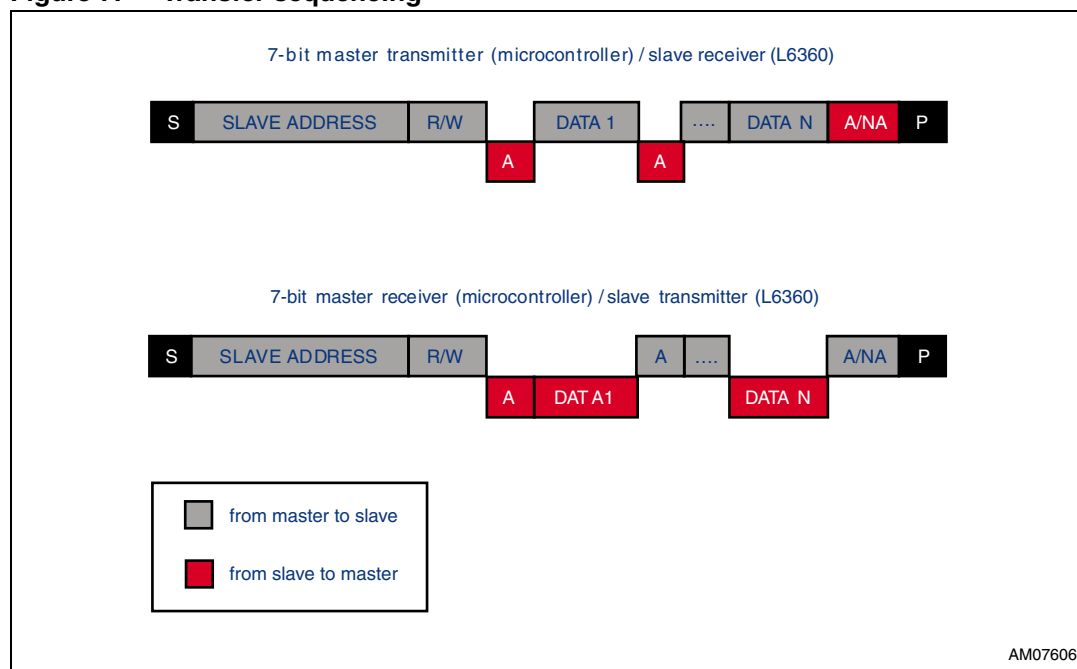 7-bit master transmitter (microcontroller) / slave receiver (L6360)
S SLAVE ADDRESS R/W DATA 1 .... DATA N A/NA P
A A
7-bit master receiver (microcontroller) / slave transmitter (L6360)
S SLAVE ADDRESS R/W A .... A/NA P
A DAT A1 DATA N
from master to slave
from slave to master
AM07606